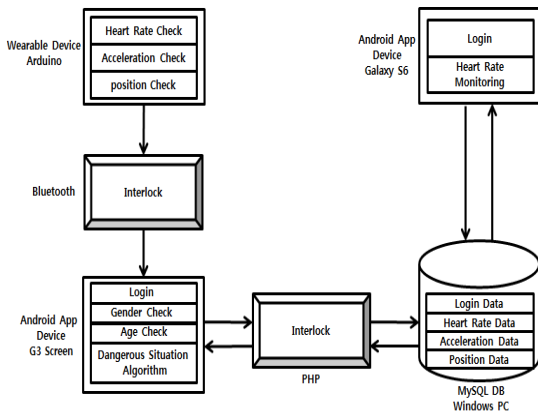 Wearable Device
Arduino
Heart Rate Check
Acceleration Check
position Check
Android App
Device
Galaxy S6
Login
Heart Rate
Monitoring
Bluetooth
Interlock
Android App
Device
G3 Screen
Login
Gender Check
Age Check
Dangerous Situation
Algorithm
Interlock
PHP
Login Data
Heart Rate Data
Acceleration Data
Position Data
MySQL DB
Windows PC